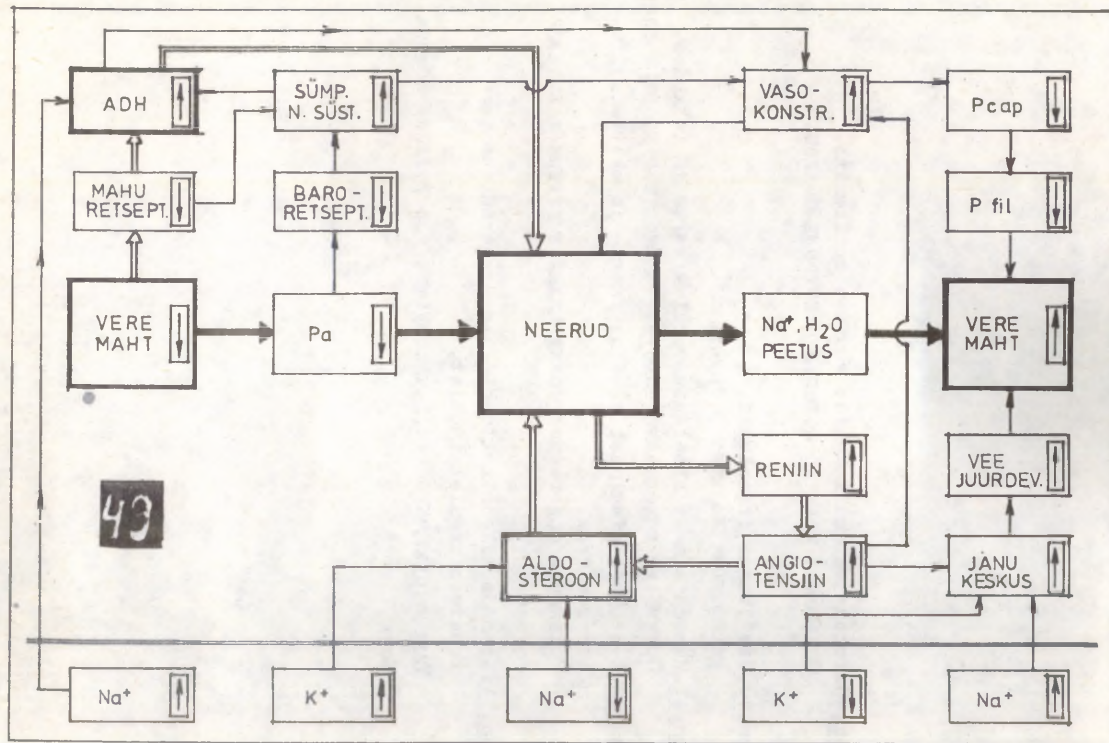 ADH
SÜMP.
N. SÜST.
VASO-
KONSTR.
Pcap
MAHU
RETSEPT.
BARO-
RETSEPT.
P fil
VERE
MAHT
Pa
NEERUD
Na⁺. H₂O
PEETUS
VERE
MAHT
RENIIN
VEE
JUURDEV.
49
ALDO-
STEROON
ANGIO-
TENSIIN
JANU
KESKUS
Na⁺
K⁺
Na⁺
K⁺
Na⁺